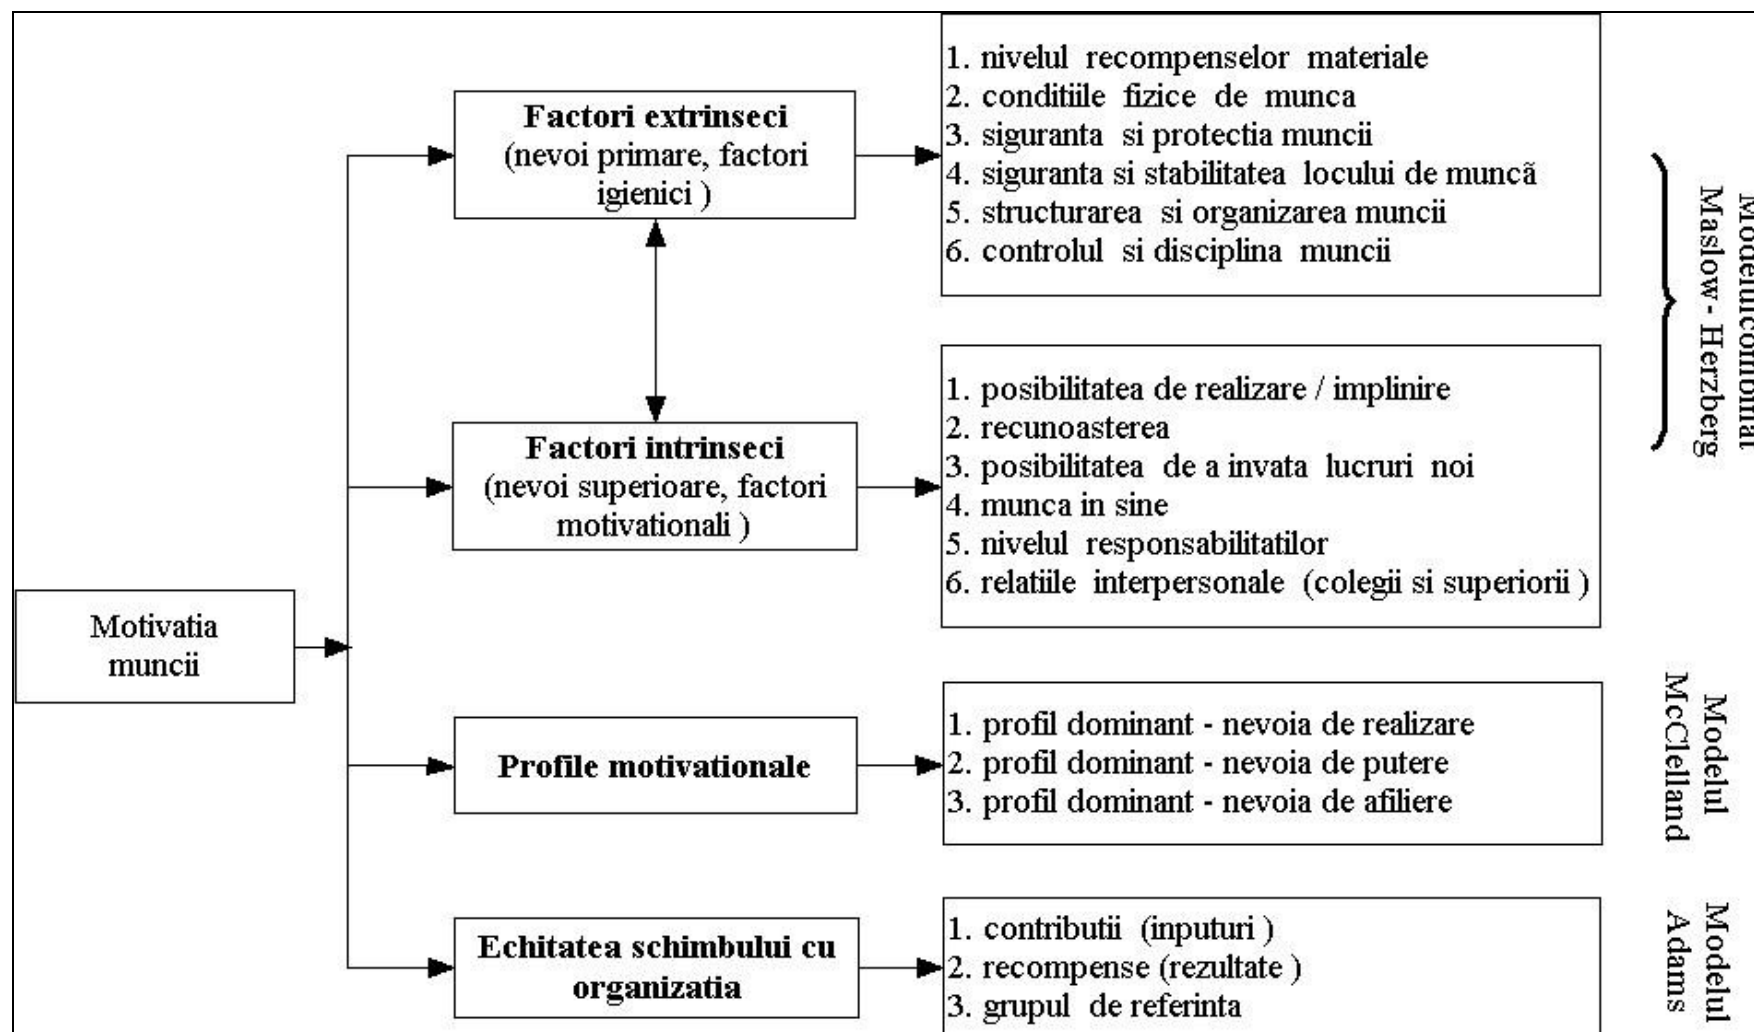 Motivatia
muncii
Factori extrinseci
(nevoi primare, factori
igienici )
1. nivelul recompenselor materiale
2. conditiile fizice de munca
3. siguranta si protectia muncii
4. siguranta si stabilitatea locului de muncã
5. structurarea si organizarea muncii
6. controlul si disciplina muncii
Factori intrinseci
(nevoi superioare, factori
motivationali )
1. posibilitatea de realizare / implinire
2. recunoasterea
3. posibilitatea de a invata lucruri noi
4. munca in sine
5. nivelul responsabilitatilor
6. relatiile interpersonale (colegii si superiorii )
Modelulcombinat
Maslow - Herzberg
Profile motivationale
1. profil dominant - nevoia de realizare
2. profil dominant - nevoia de putere
3. profil dominant - nevoia de afiliere
Modelul
McClelland
Echitatea schimbului cu
organizatia
1. contributii (inputuri )
2. recompense (rezultate )
3. grupul de referinta
Modelul
Adams